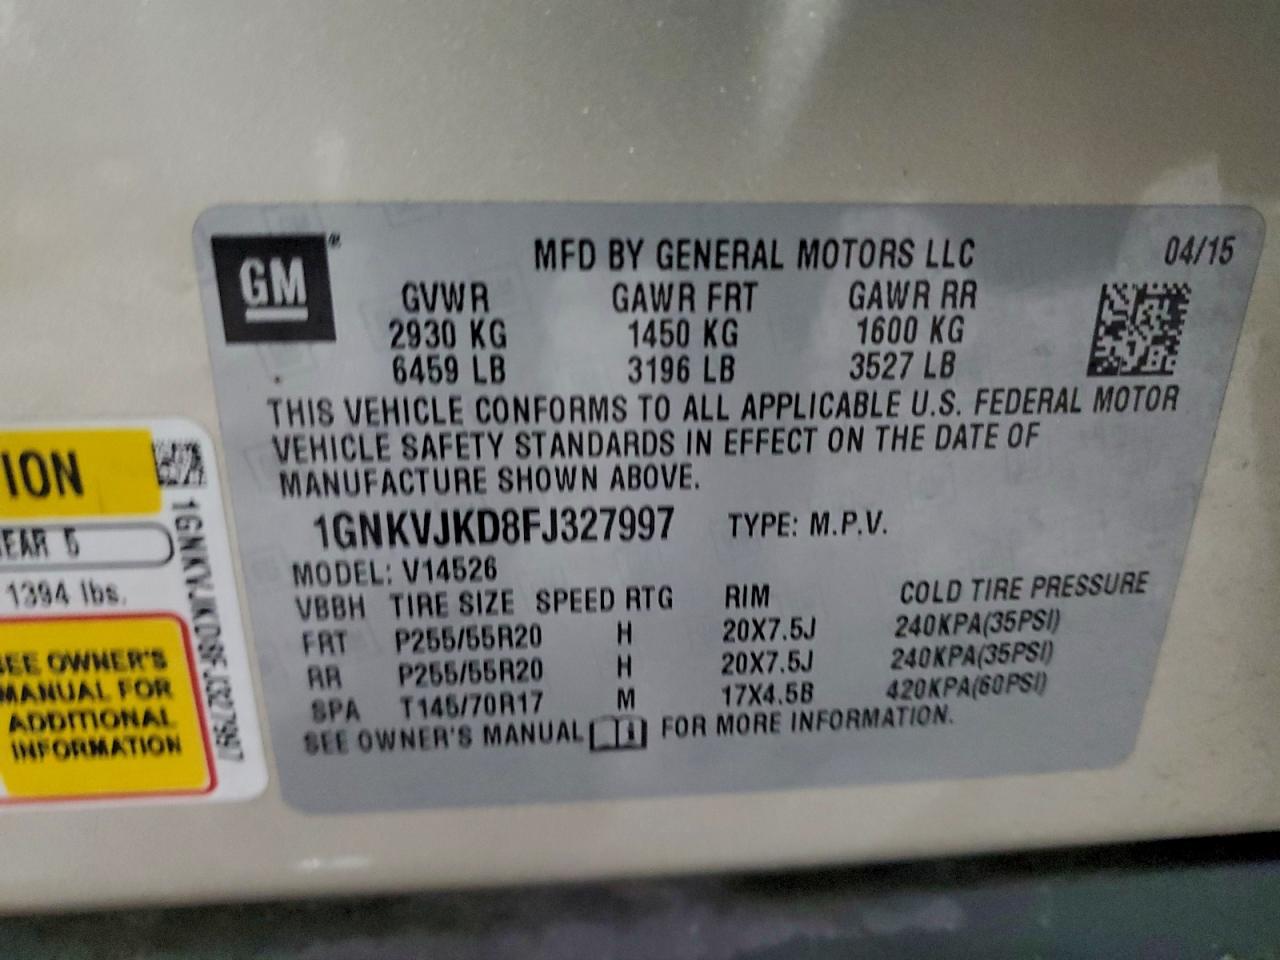 GM®
MFD BY GENERAL MOTORS LLC 04/15
GVWR GAWR FRT GAWR RR
2930 KG 1450 KG 1600 KG
6459 LB 3196 LB 3527 LB
THIS VEHICLE CONFORMS TO ALL APPLICABLE U.S. FEDERAL MOTOR
VEHICLE SAFETY STANDARDS IN EFFECT ON THE DATE OF
MANUFACTURE SHOWN ABOVE.
1GNKVJKD8FJ327997 TYPE: M.P.V.
MODEL: V14526
VBBH TIRE SIZE SPEED RTG RIM COLD TIRE PRESSURE
FRT P255/55R20 H 20X7.5J 240KPA(35PSI)
RR P255/55R20 H 20X7.5J 240KPA(35PSI)
SPA T145/70R17 M 17X4.5B 420KPA(60PSI)
SEE OWNER'S MANUAL FOR MORE INFORMATION.
ION
EAR 5
1394 lbs.
SEE OWNER'S
MANUAL FOR
ADDITIONAL
INFORMATION
1GNKVJKD8FJ327997